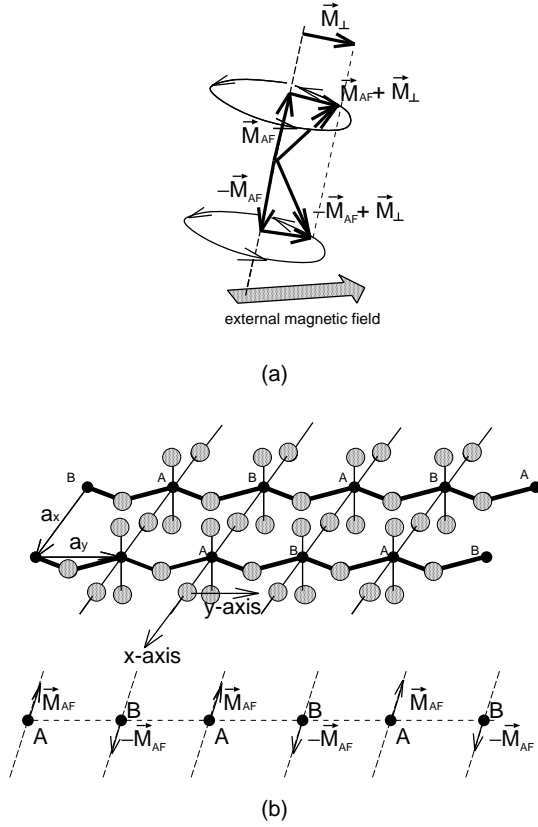 M⊥
M_AF + M⊥
M_AF
−M_AF
−M_AF + M⊥
external magnetic field
(a)
B A B A B A
a_x
a_y
A B A B
y-axis
x-axis
M_AF B M_AF B M_AF B
A −M_AF A −M_AF A −M_AF
(b)